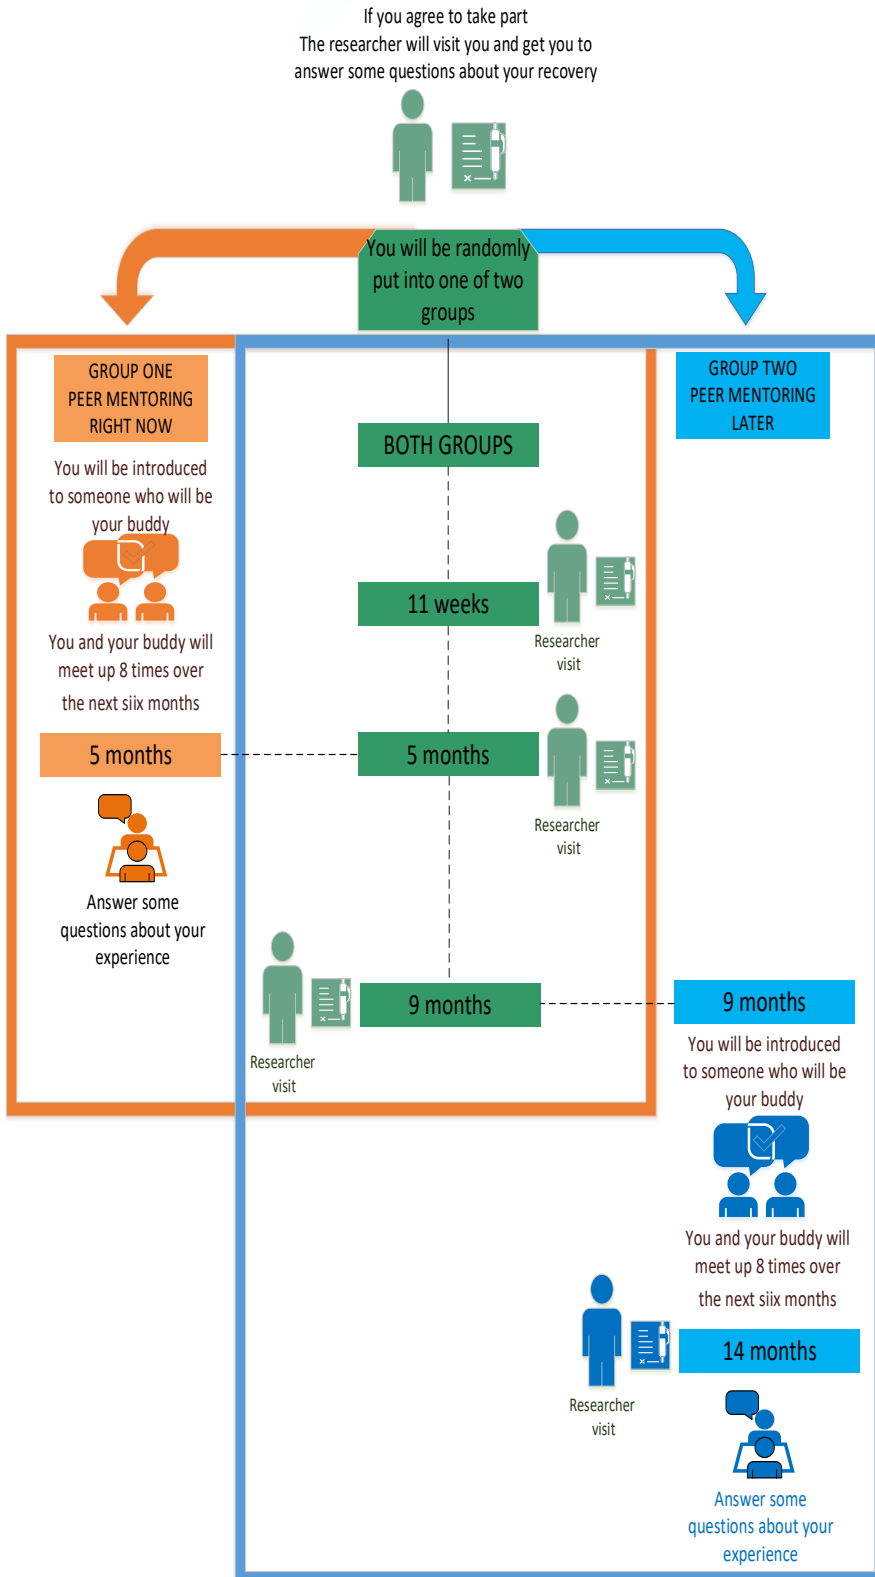 If you agree to take part
The researcher will visit you and get you to
answer some questions about your recovery
You will be randomly
put into one of two
groups
GROUP ONE
PEER MENTORING
RIGHT NOW
GROUP TWO
PEER MENTORING
LATER
BOTH GROUPS
You will be introduced
to someone who will be
your buddy
11 weeks
Researcher
visit
You and your buddy will
meet up 8 times over
the next siix months
5 months
5 months
Researcher
visit
Answer some
questions about your
experience
9 months
Researcher
visit
9 months
You will be introduced
to someone who will be
your buddy
You and your buddy will
meet up 8 times over
the next siix months
14 months
Researcher
visit
Answer some
questions about your
experience